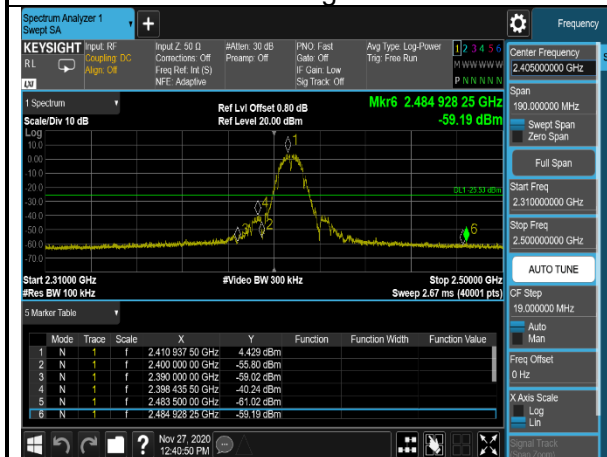 Spectrum Analyzer 1
Swept SA
+
Frequency
KEYSIGHT
RL
LXI
Input: RF
Coupling: DC
Align: Off
Input Z: 50 Ω
Corrections: Off
Freq Ref: Int (S)
NFE: Adaptive
#Atten: 30 dB
Preamp: Off
PNO: Fast
Gate: Off
IF Gain: Low
Sig Track: Off
Avg Type: Log-Power
Trig: Free Run
1 2 3 4 5 6
M W W W W W
P N N N N N
1 Spectrum
Scale/Div 10 dB
Ref Lvl Offset 0.80 dB
Ref Level 20.00 dBm
Mkr6 2.484 928 25 GHz
-59.19 dBm
Log
10.0
0.00
-10.0
-20.0
-30.0
-40.0
-50.0
-60.0
-70.0
1
4
2
6
Start 2.31000 GHz
#Res BW 100 kHz
#Video BW 300 kHz
Stop 2.50000 GHz
Sweep 2.67 ms (40001 pts)
5 Marker Table
Mode Trace Scale X Y Function Function Width Function Value
1 N 1 f 2.410 937 50 GHz 4.429 dBm
2 N 1 f 2.400 000 00 GHz -55.80 dBm
3 N 1 f 2.390 000 00 GHz -59.02 dBm
4 N 1 f 2.398 435 50 GHz -40.24 dBm
5 N 1 f 2.483 500 00 GHz -61.02 dBm
6 N 1 f 2.484 928 25 GHz -59.19 dBm
Nov 27, 2020
12:40:50 PM
?
Center Frequency
2.405000000 GHz
Span
190.000000 MHz
Swept Span
Zero Span
Full Span
Start Freq
2.310000000 GHz
Stop Freq
2.500000000 GHz
AUTO TUNE
CF Step
19.000000 MHz
Auto
Man
Freq Offset
0 Hz
X Axis Scale
Log
Lin
Signal Track
(Span Zoom)